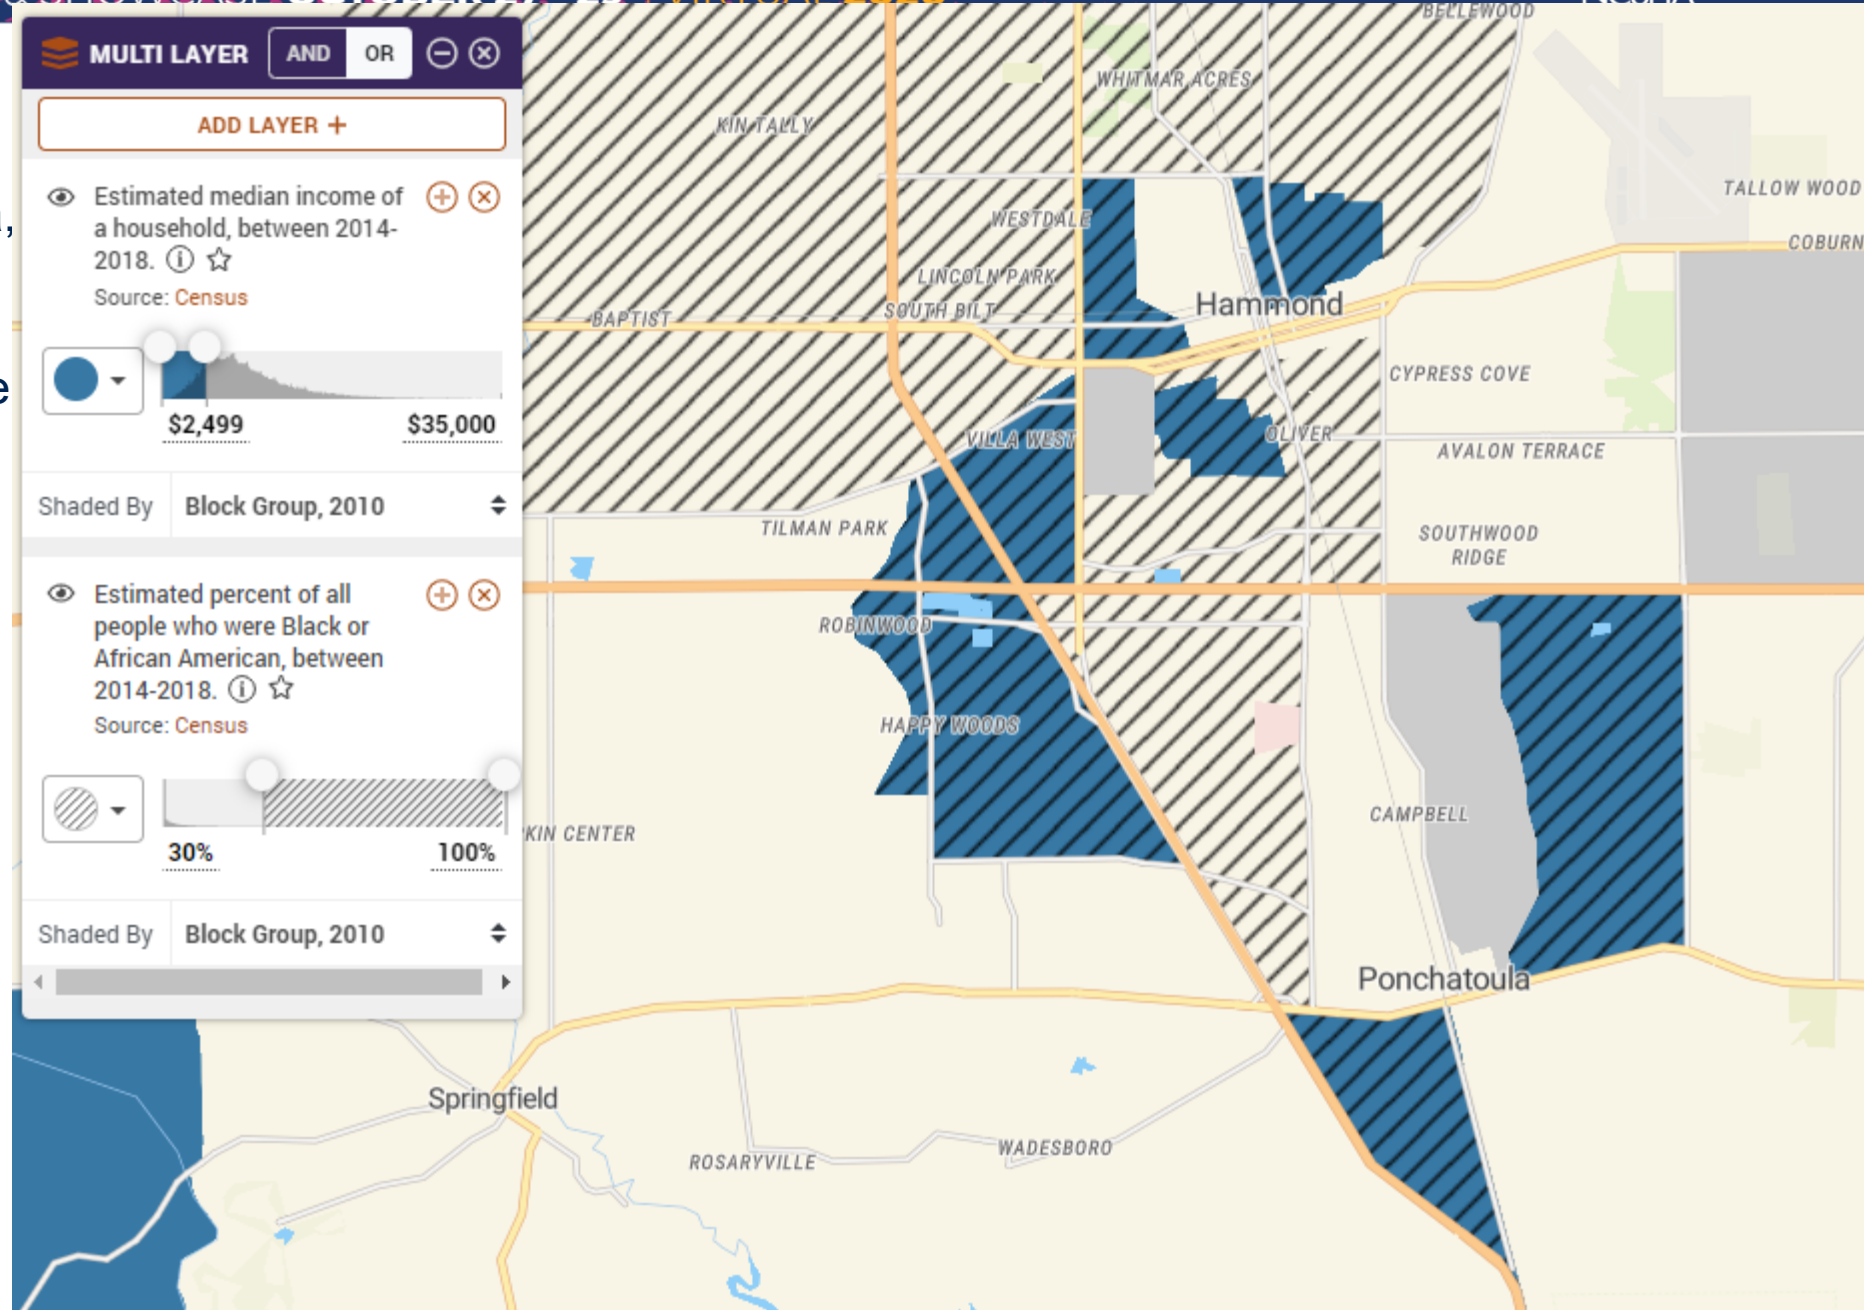 MULTI LAYER AND OR
ADD LAYER +
Estimated median income of
a household, between 2014-
2018.
Source: Census
$2,499 $35,000
Shaded By Block Group, 2010
Estimated percent of all
people who were Black or
African American, between
2014-2018.
Source: Census
30% 100%
Shaded By Block Group, 2010
BELLEWOOD
WHITMAR ACRES
KIN TALLY
TALLOW WOOD
WESTDALE
COBURN
LINCOLN PARK
Hammond
SOUTH BILT
BAPTIST
CYPRESS COVE
OLIVER
VILLA WEST
AVALON TERRACE
TILMAN PARK
SOUTHWOOD
RIDGE
ROBINWOOD
HAPPY WOODS
CAMPBELL
KIN CENTER
Ponchatoula
Springfield
WADESBORO
ROSARYVILLE